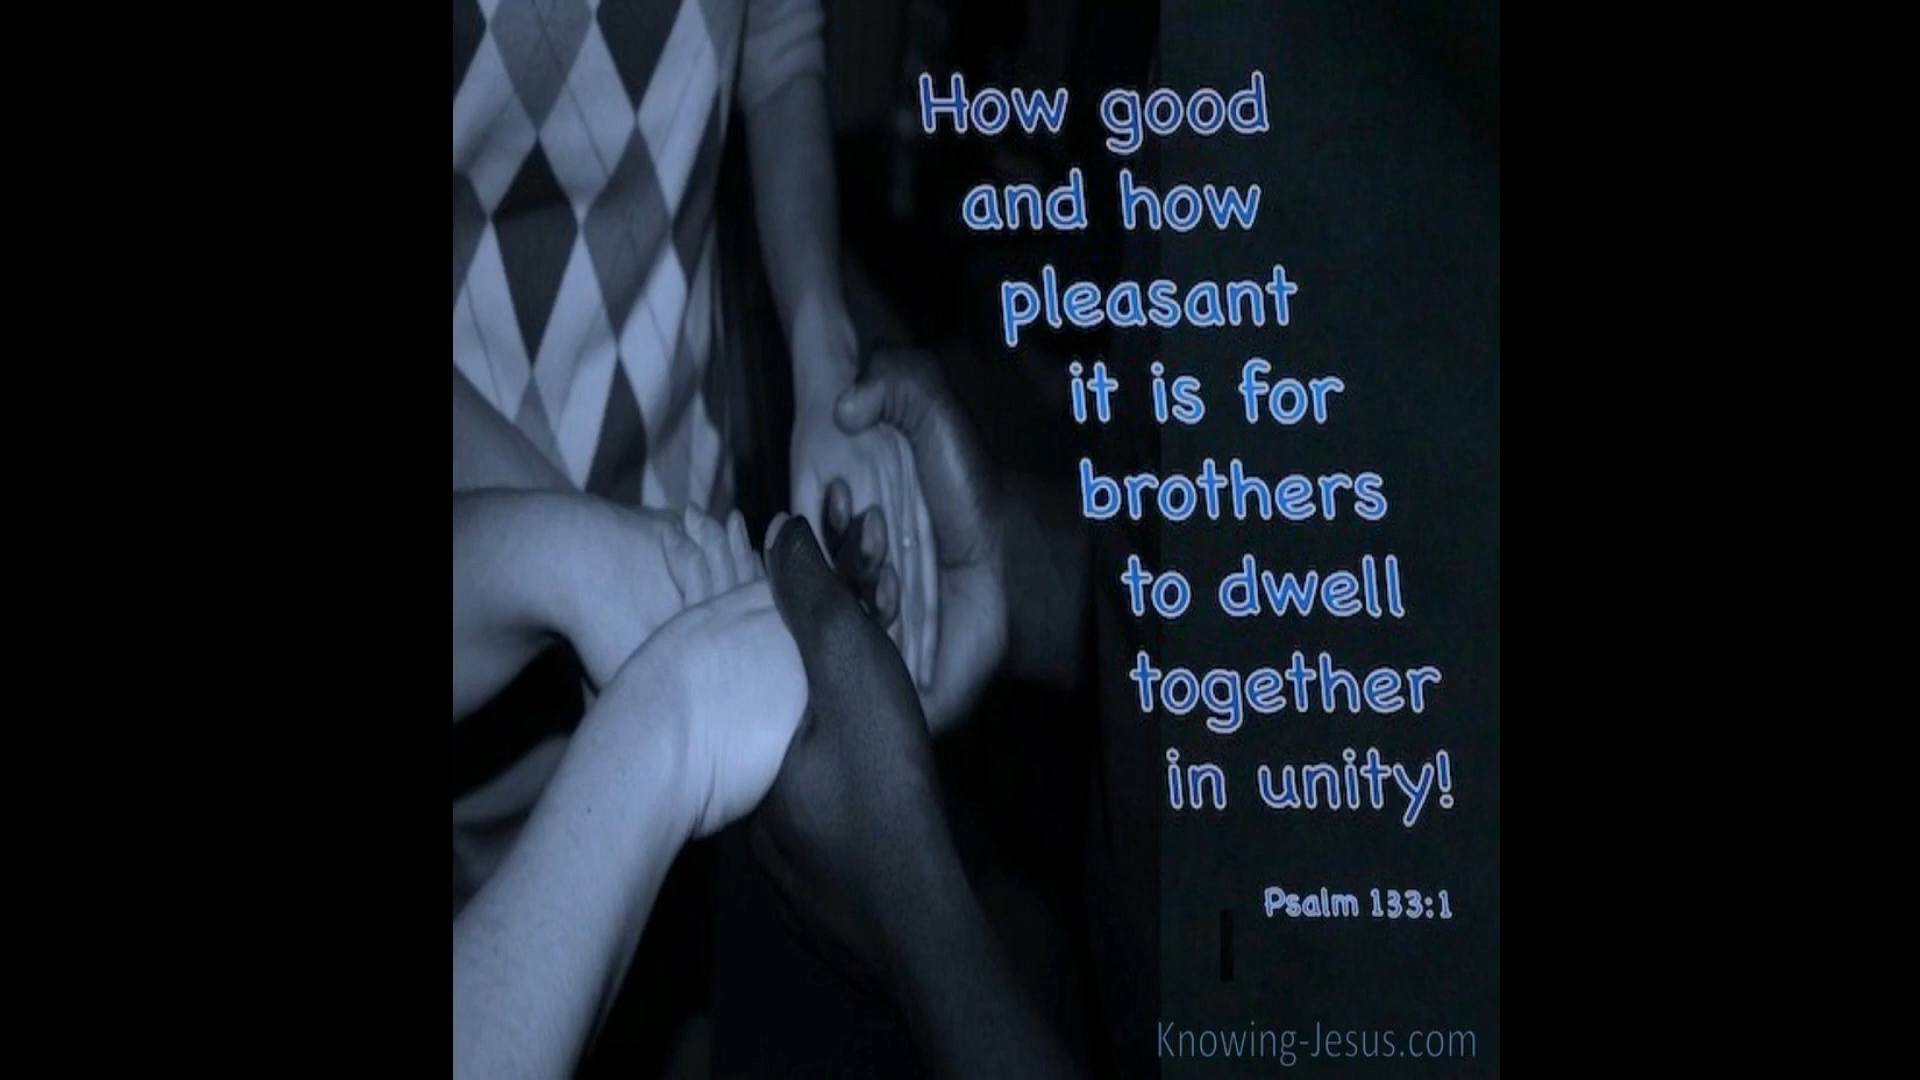 How good
and how
pleasant
it is for
brothers
to dwell
together
in unity!
Psalm 133:1
Knowing-Jesus.com